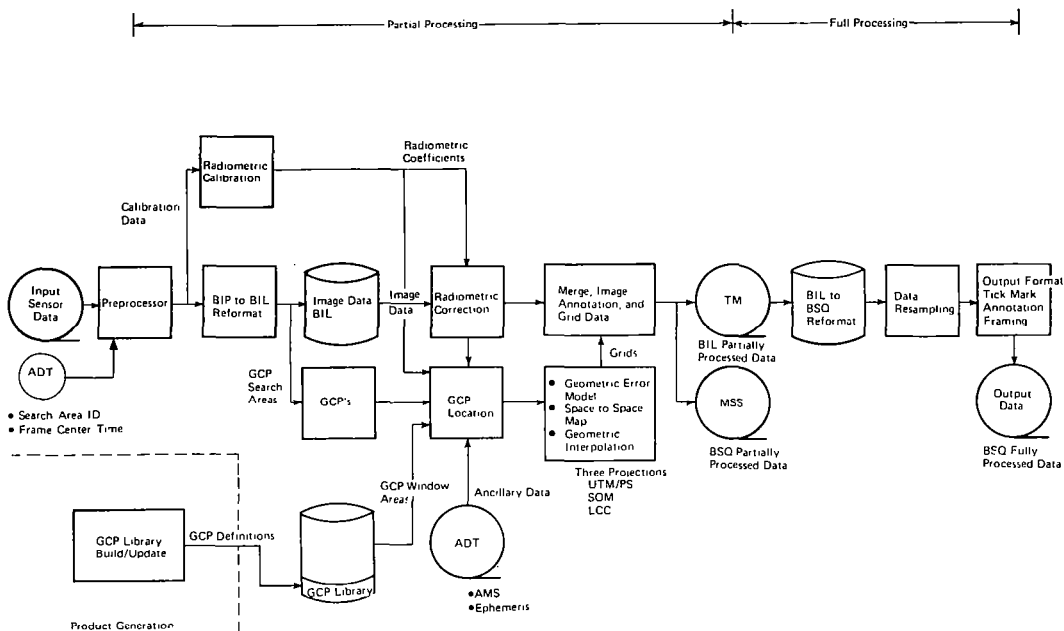 Partial Processing
Full Processing
Radiometric
Calibration
Radiometric
Coefficients
Calibration
Data
Input
Sensor
Data
Preprocessor
BIP to BIL
Reformat
Image Data
BIL
Image
Data
Radiometric
Correction
Merge, Image
Annotation, and
Grid Data
TM
BIL Partially
Processed Data
BIL to
BSQ
Reformat
Data
Resampling
Output Format
Tick Mark
Annotation
Framing
ADT
• Search Area ID
• Frame Center Time
GCP
Search
Areas
GCP's
GCP
Location
Grids
• Geometric Error
Model
• Space to Space
Map
• Geometric
Interpolation
Three Projections
UTM/PS
SOM
LCC
MSS
BSQ Partially
Processed Data
Output
Data
BSQ Fully
Processed Data
GCP Window
Areas
Ancillary Data
GCP Library
Build/Update
GCP Definitions
GCP Library
ADT
• AMS
• Ephemeris
Product Generation